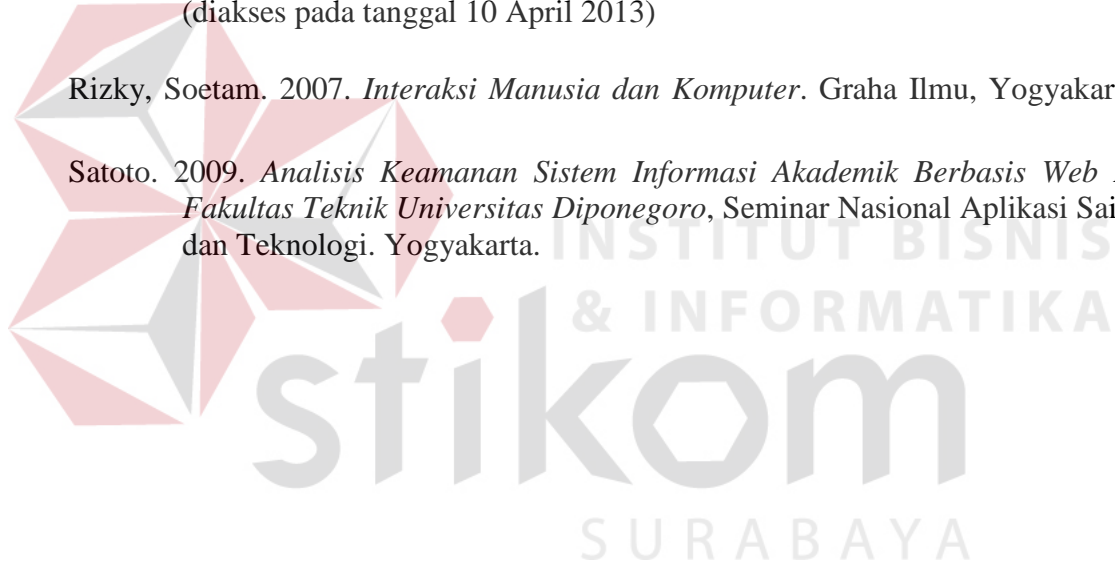 (diakses pada tanggal 10 April 2013)
Rizky, Soetam. 2007. Interaksi Manusia dan Komputer. Graha Ilmu, Yogyakar
Satoto. 2009. Analisis Keamanan Sistem Informasi Akademik Berbasis Web
Fakultas Teknik Universitas Diponegoro, Seminar Nasional Aplikasi Sai
dan Teknologi. Yogyakarta.
INSTITUT BISNIS
& INFORMATIKA
stikom
SURABAYA